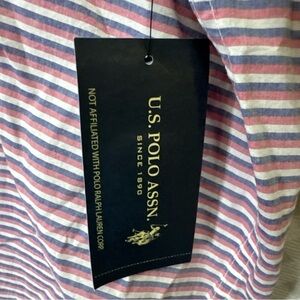 U.S. POLO ASSN.
SINCE 1890
NOT AFFILIATED WITH POLO RALPH LAUREN CORP.